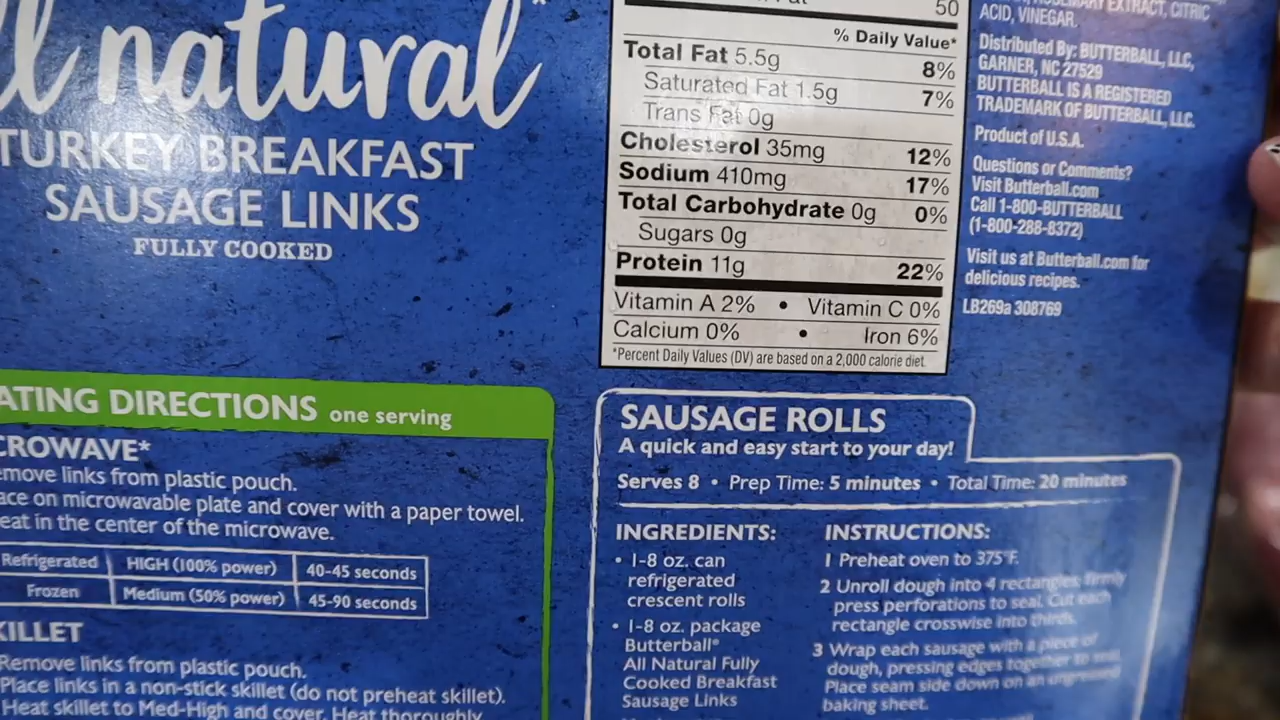 natural*
TURKEY BREAKFAST
SAUSAGE LINKS
FULLY COOKED
50
% Daily Value*
Total Fat 5.5g 8%
Saturated Fat 1.5g 7%
Trans Fat 0g
Cholesterol 35mg 12%
Sodium 410mg 17%
Total Carbohydrate 0g 0%
Sugars 0g
Protein 11g 22%
Vitamin A 2% • Vitamin C 0%
Calcium 0% • Iron 6%
*Percent Daily Values (DV) are based on a 2,000 calorie diet.
EXTRACT, CITRIC
ACID, VINEGAR.
Distributed By: BUTTERBALL, LLC,
GARNER, NC 27529
BUTTERBALL IS A REGISTERED
TRADEMARK OF BUTTERBALL, LLC.
Product of U.S.A.
Questions or Comments?
Visit Butterball.com
Call 1-800-BUTTERBALL
(1-800-288-8372)
Visit us at Butterball.com for
delicious recipes.
LB269a 308769
ATING DIRECTIONS one serving
CROWAVE*
emove links from plastic pouch.
ace on microwavable plate and cover with a paper towel.
eat in the center of the microwave.
Refrigerated HIGH (100% power) 40-45 seconds
Frozen Medium (50% power) 45-90 seconds
KILLET
Remove links from plastic pouch.
Place links in a non-stick skillet (do not preheat skillet).
Heat skillet to Med-High and cover. Heat thoroughly
SAUSAGE ROLLS
A quick and easy start to your day!
Serves 8 • Prep Time: 5 minutes • Total Time: 20 minutes
INGREDIENTS:
• 1-8 oz. can
refrigerated
crescent rolls
• 1-8 oz. package
Butterball®
All Natural Fully
Cooked Breakfast
Sausage Links
INSTRUCTIONS:
1 Preheat oven to 375°F.
2 Unroll dough into 4 rectangles, firmly
press perforations to seal. Cut each
rectangle crosswise into thirds.
3 Wrap each sausage with a piece of
dough, pressing edges together to seal.
Place seam side down on an ungreased
baking sheet.